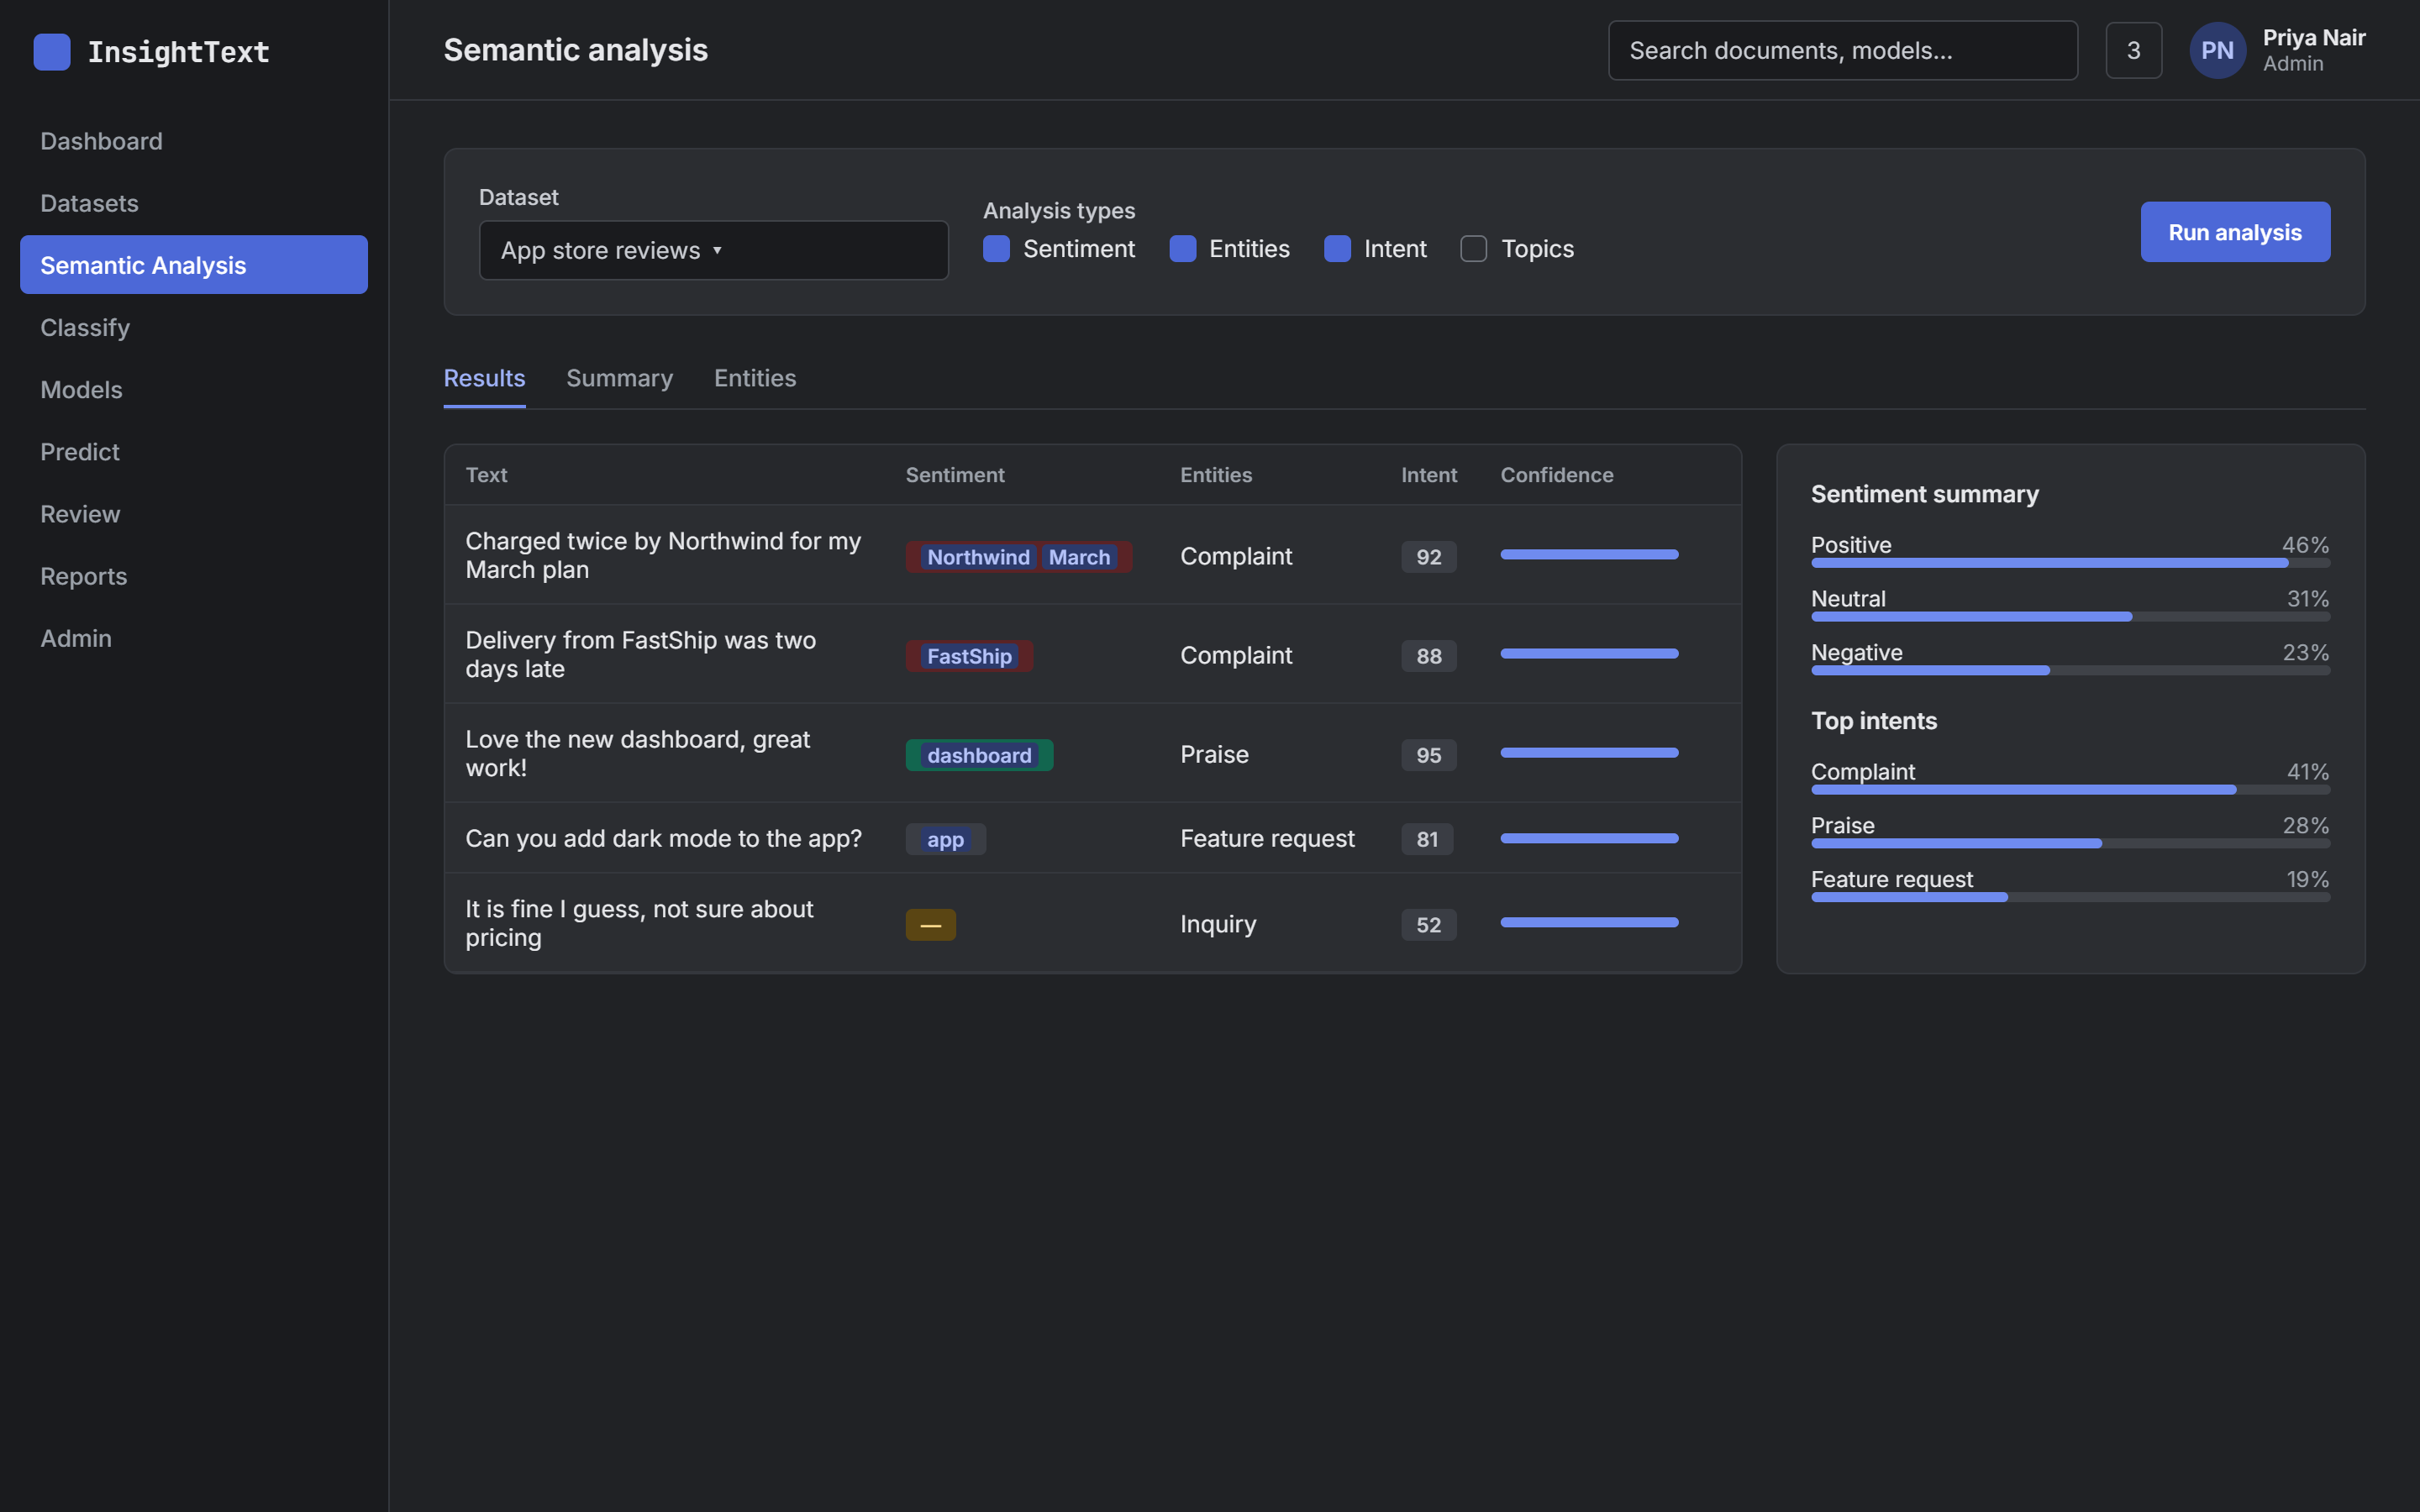 InsightText
Semantic analysis
Search documents, models...
3
PN
Priya Nair
Admin
Dashboard
Datasets
Semantic Analysis
Classify
Models
Predict
Review
Reports
Admin
Dataset
App store reviews ▾
Analysis types
Sentiment
Entities
Intent
Topics
Run analysis
Results
Summary
Entities
Text
Sentiment
Entities
Intent
Confidence
Charged twice by Northwind for my
March plan
Northwind March
Complaint
92
Delivery from FastShip was two
days late
FastShip
Complaint
88
Love the new dashboard, great
work!
dashboard
Praise
95
Can you add dark mode to the app?
app
Feature request
81
It is fine I guess, not sure about
pricing
—
Inquiry
52
Sentiment summary
Positive 46%
Neutral 31%
Negative 23%
Top intents
Complaint 41%
Praise 28%
Feature request 19%